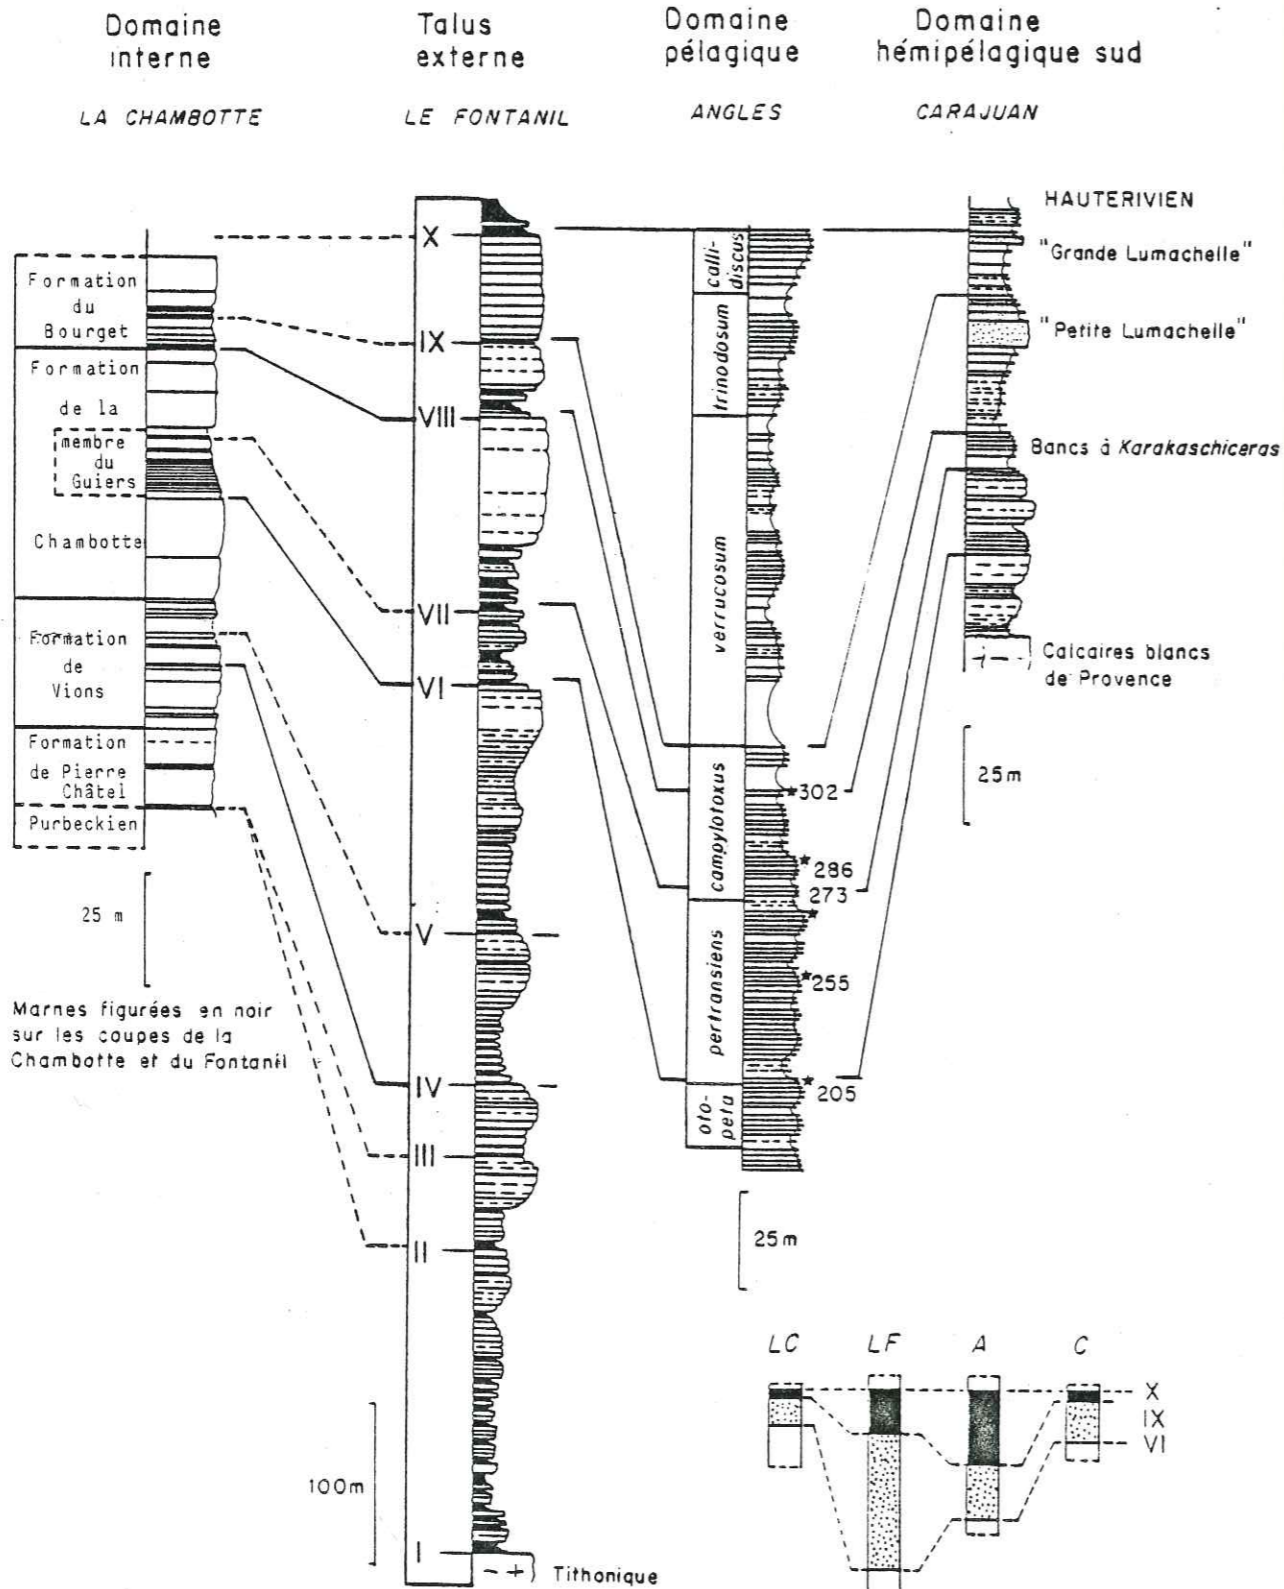 Domaine
interne
LA CHAMBOTTE
Talus
externe
LE FONTANIL
Domaine
pélagique
ANGLES
Domaine
hémipélagique sud
CARAJUAN
Formation
du
Bourget
Formation
de la
membre
du
Guiers
Chambotte
Formation
de
Vions
Formation
de Pierre
Châtel
Purbeckien
25 m
Marnes figurées en noir
sur les coupes de la
Chambotte et du Fontanil
X
IX
VIII
VII
VI
V
IV
III
II
I
100m
Tithonique
calli-
discus
trinodosum
verrucosum
campylotoxus
pertransiens
oto-
peta
302
286
273
255
205
25m
HAUTERIVIEN
"Grande Lumachelle"
"Petite Lumachelle"
Bancs à Karakaschiceras
Calcaires blancs
de Provence
25m
LC LF A C
X
IX
VI